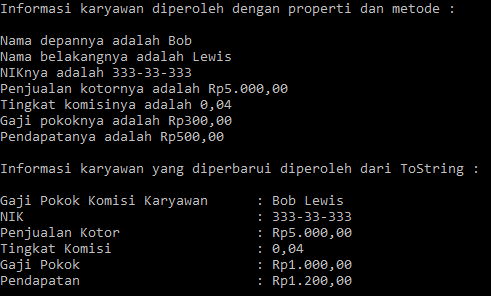 Informasi karyawan diperoleh dengan properti dan metode :
Nama depannya adalah Bob
Nama belakangnya adalah Lewis
NIKnya adalah 333-33-333
Penjualan kotornya adalah Rp5.000,00
Tingkat komisinya adalah 0,04
Gaji pokoknya adalah Rp300,00
Pendapatanya adalah Rp500,00
Informasi karyawan yang diperbarui diperoleh dari ToString :
Gaji Pokok Komisi Karyawan : Bob Lewis
NIK : 333-33-333
Penjualan Kotor : Rp5.000,00
Tingkat Komisi : 0,04
Gaji Pokok : Rp1.000,00
Pendapatan : Rp1.200,00